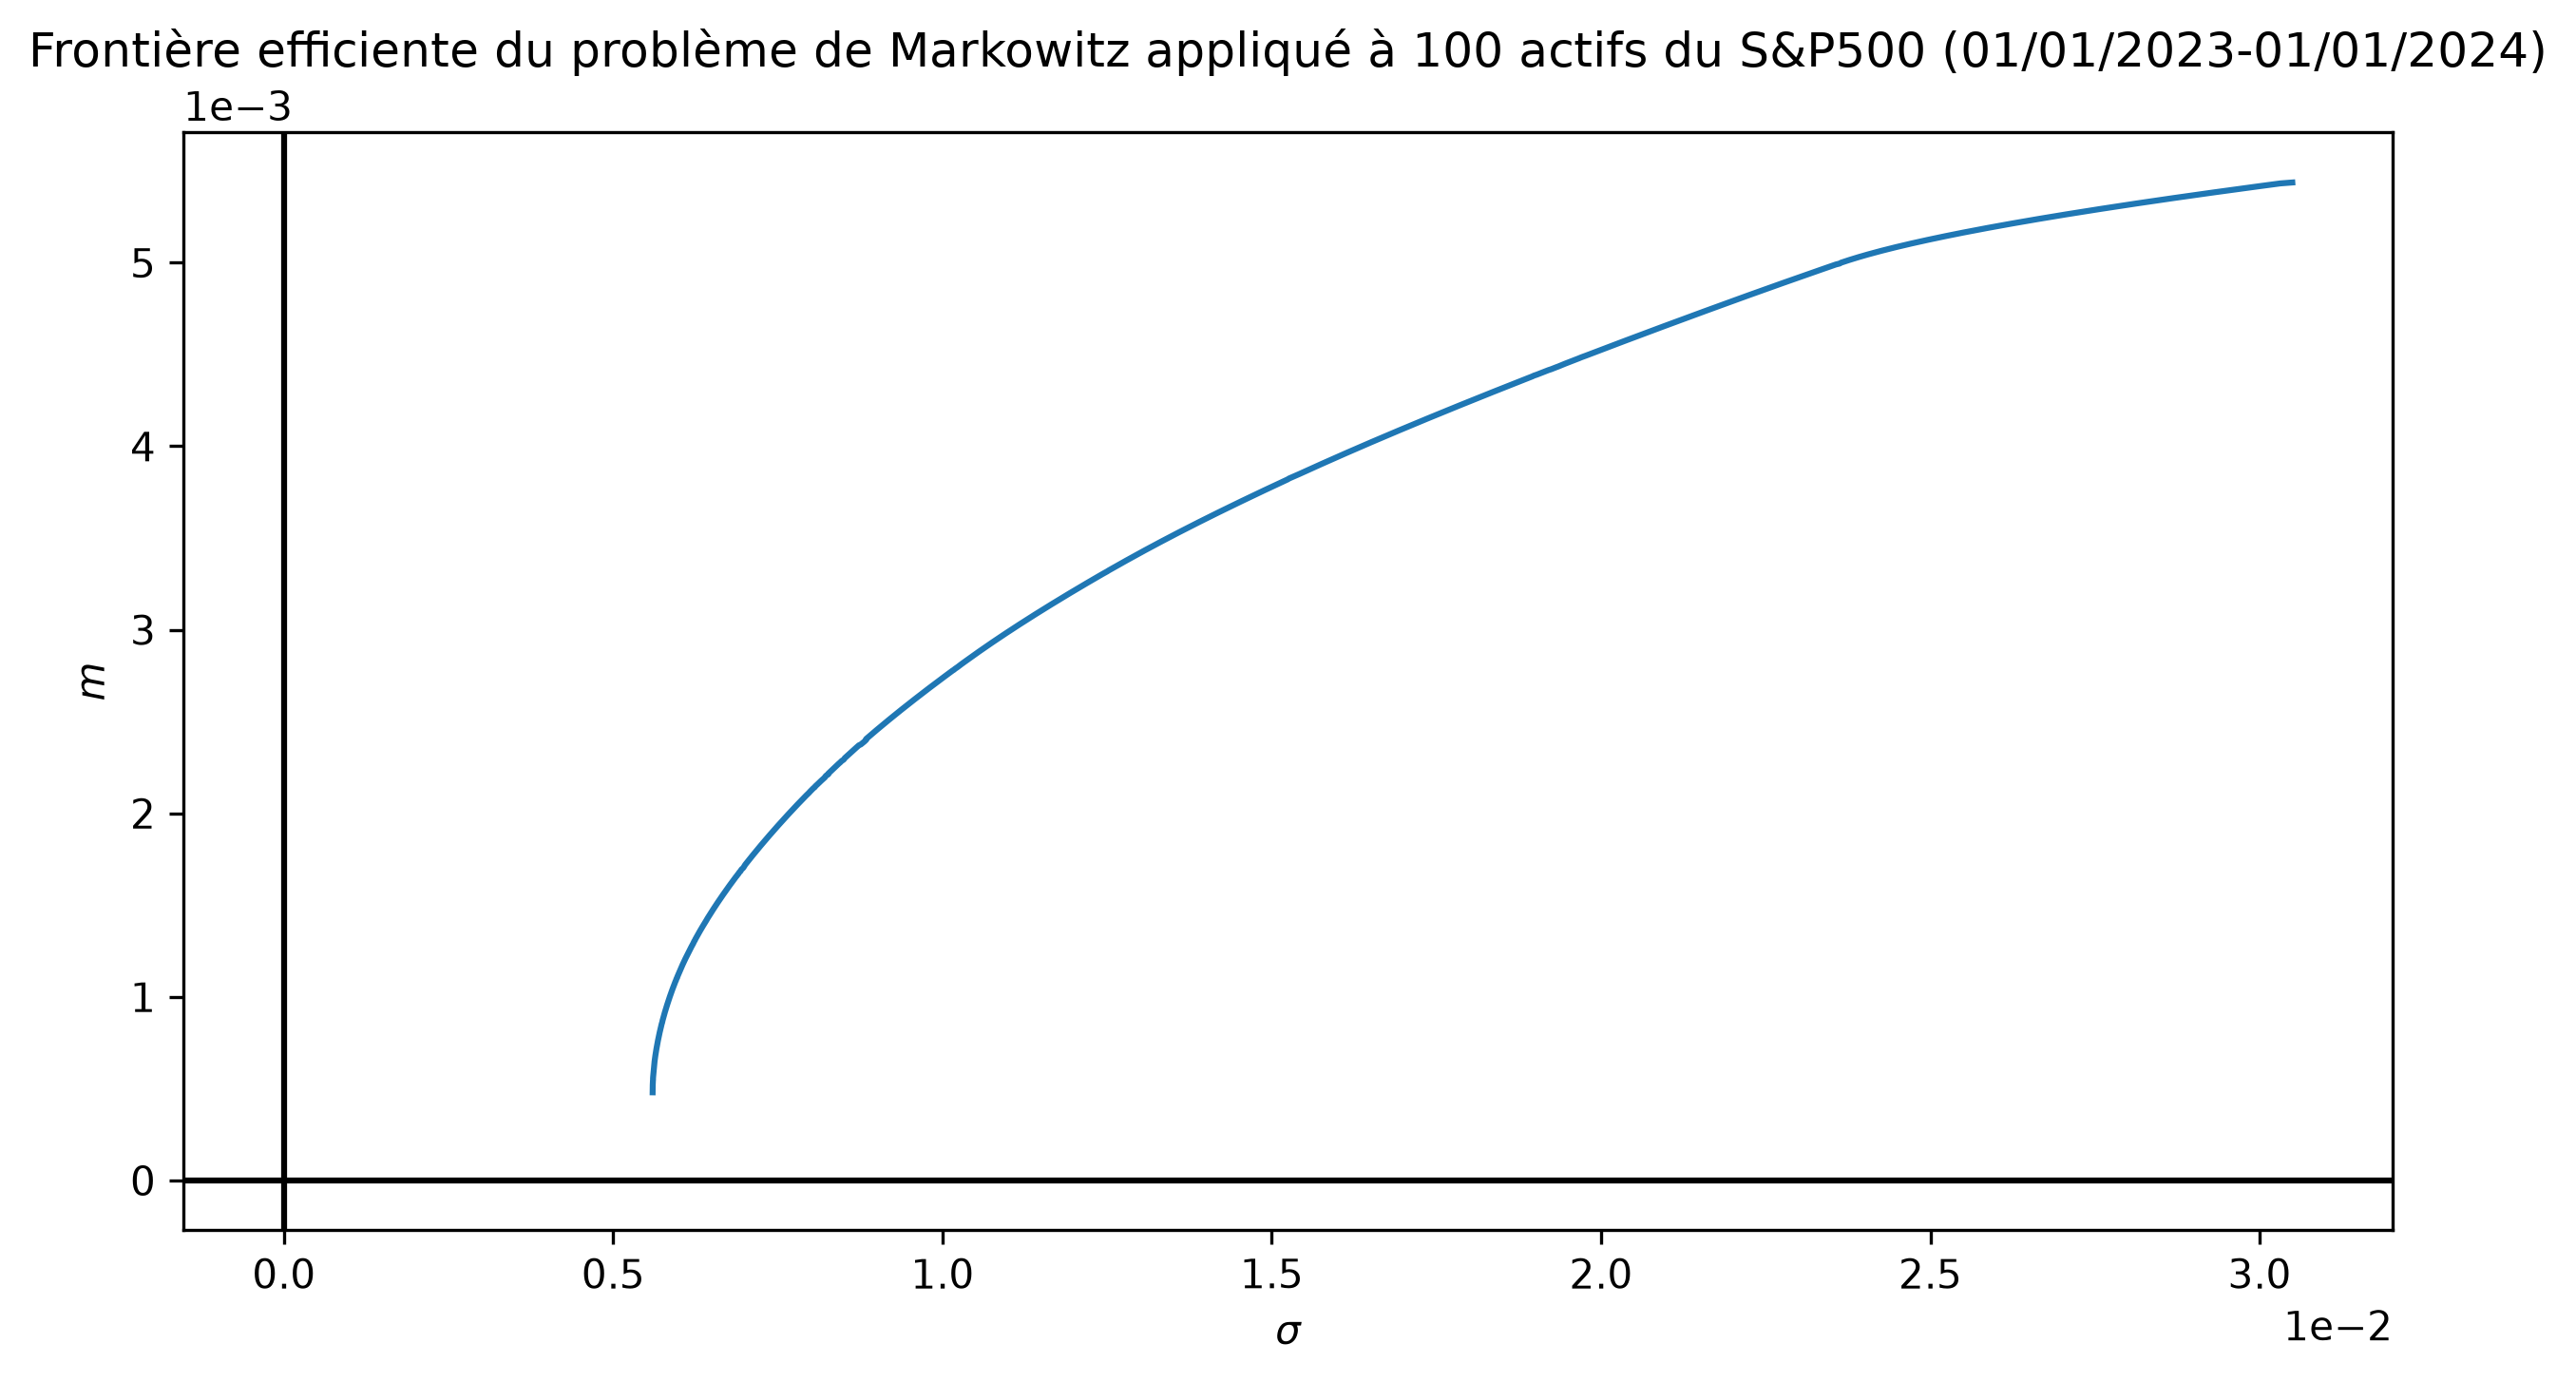 Frontière efficiente du problème de Markowitz appliqué à 100 actifs du S&P500 (01/01/2023-01/01/2024)
1e−3
5
4
3
m
2
1
0
0.0 0.5 1.0 1.5 2.0 2.5 3.0
σ
1e−2